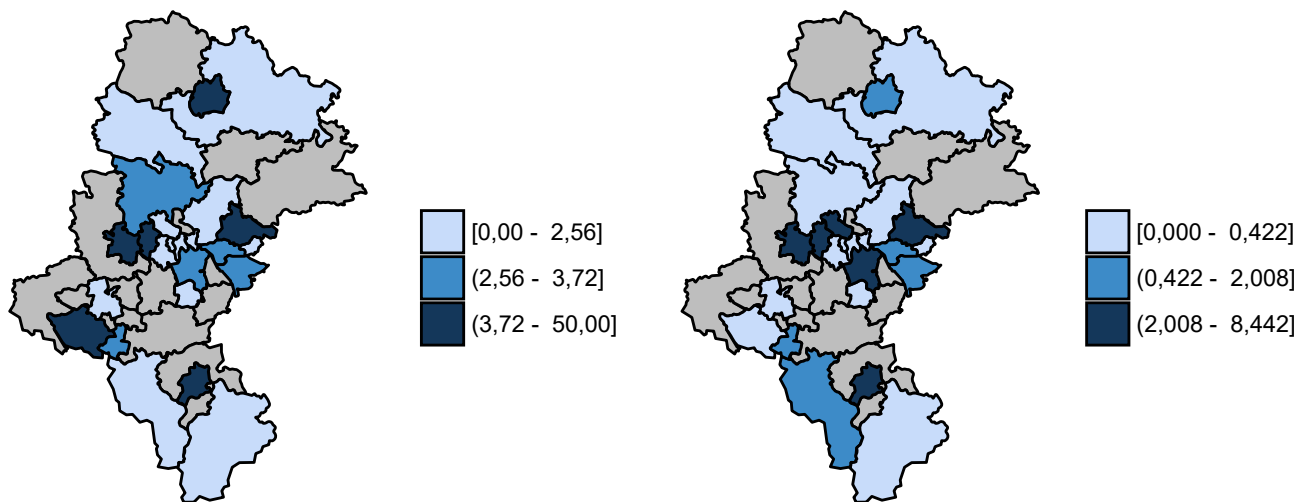 [0,00 - 2,56]
(2,56 - 3,72]
(3,72 - 50,00]
[0,000 - 0,422]
(0,422 - 2,008]
(2,008 - 8,442]